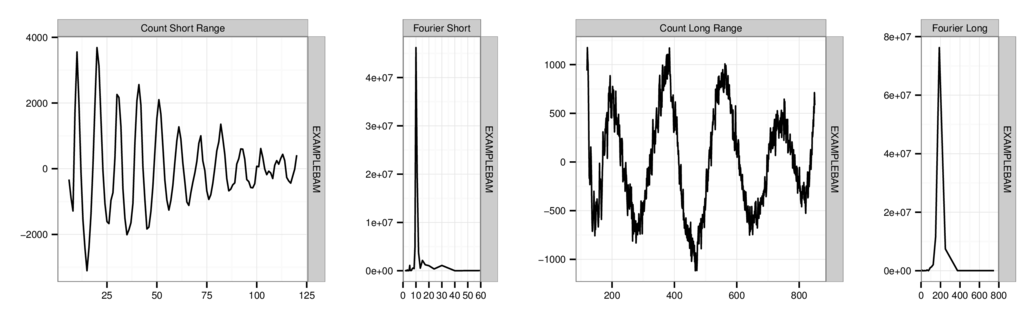 Count Short Range
4000
2000
0
−2000
25 50 75 100 125
EXAMPLEBAM
Fourier Short
4e+07
3e+07
2e+07
1e+07
0e+00
0 10 20 30 40 50 60
EXAMPLEBAM
Count Long Range
1000
500
0
−500
−1000
200 400 600 800
EXAMPLEBAM
Fourier Long
8e+07
6e+07
4e+07
2e+07
0e+00
0 200 400 600 800
EXAMPLEBAM